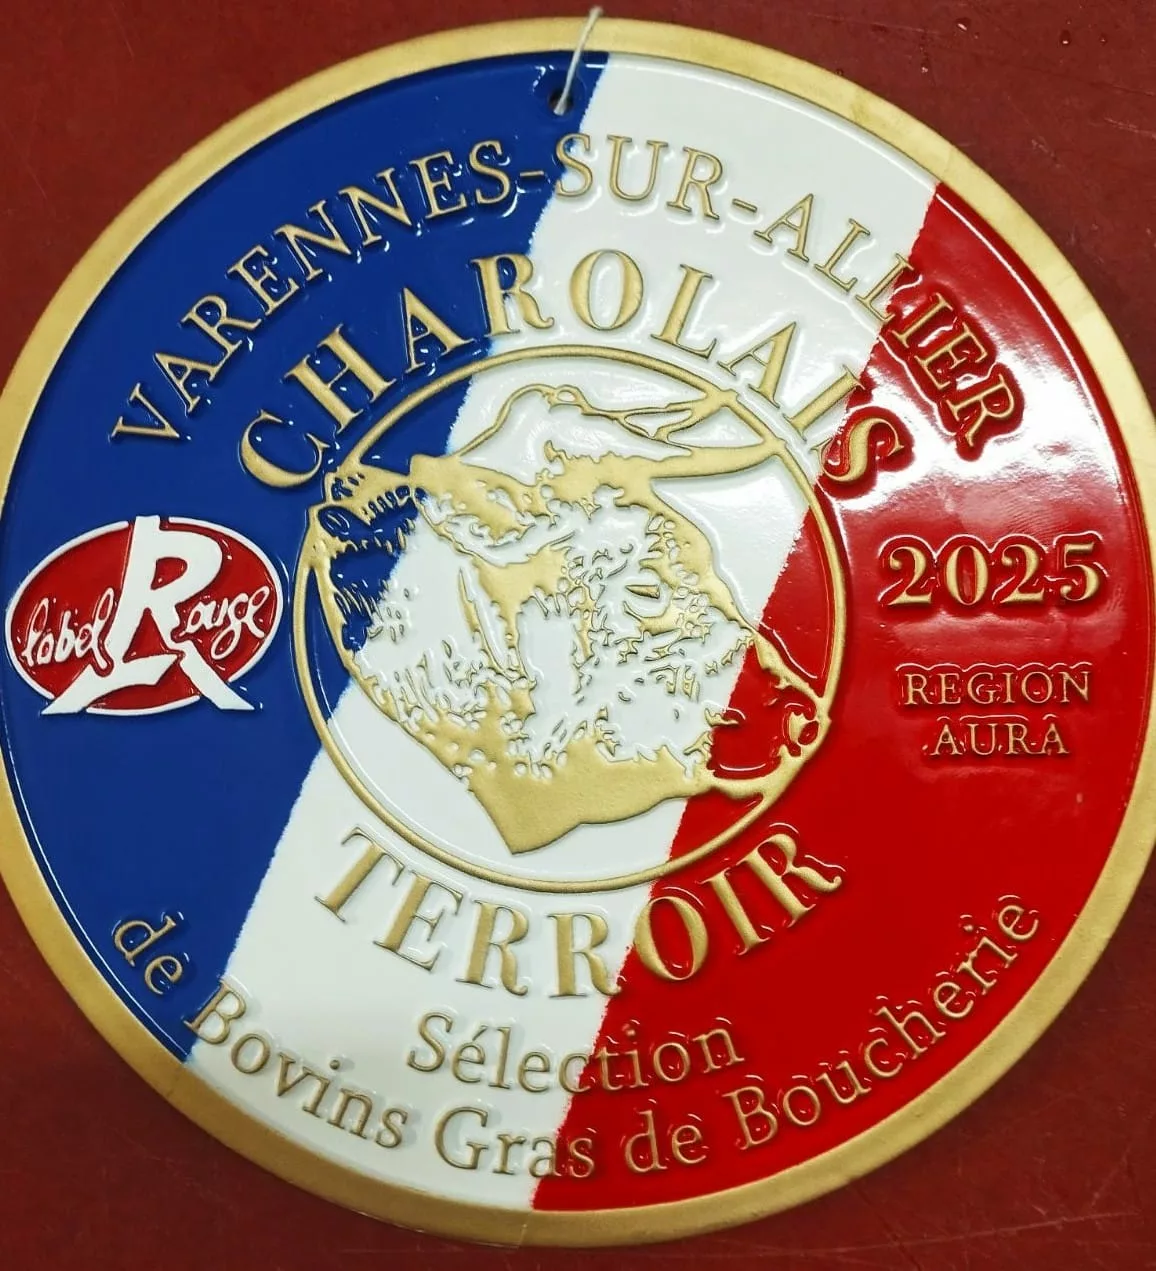 VARENNES-SUR-ALLIER
CHAROLAIS
label Rouge
2025
REGION
AURA
TERROIR
Sélection
de Bovins Gras de Boucherie